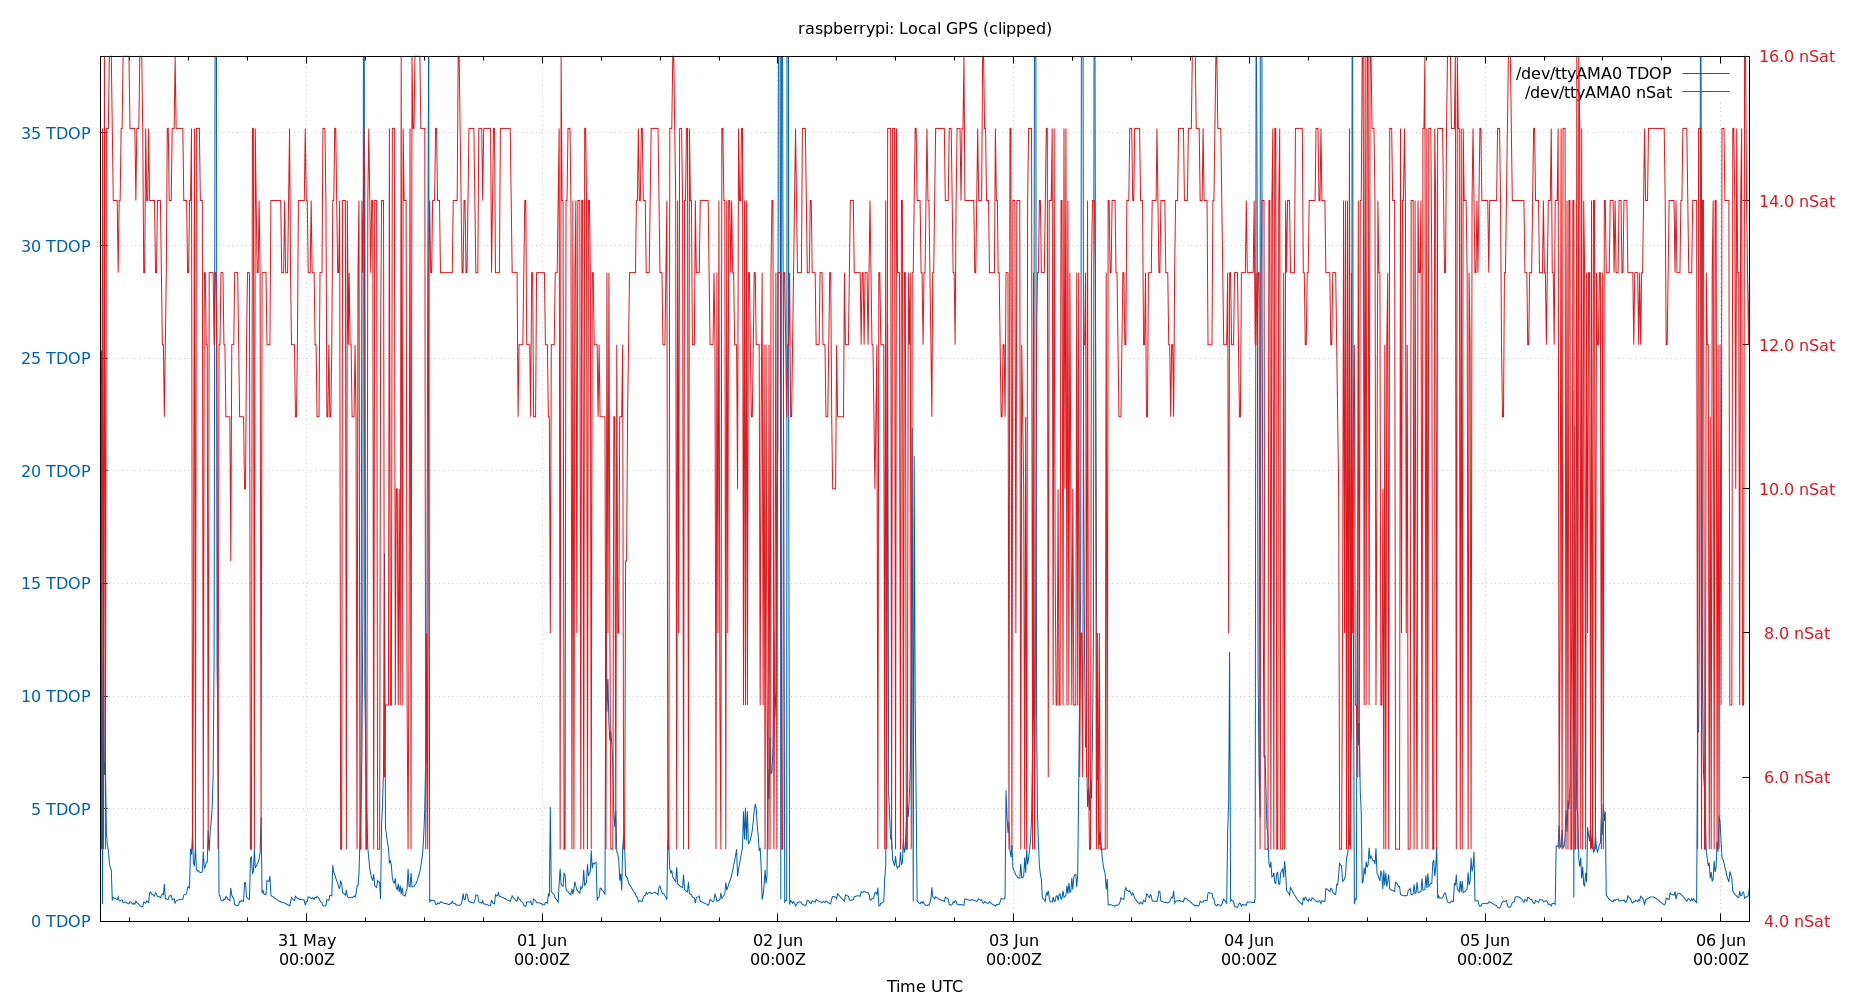 raspberrypi: Local GPS (clipped)
16.0 nSat
/dev/ttyAMA0 TDOP
/dev/ttyAMA0 nSat
35 TDOP
14.0 nSat
30 TDOP
12.0 nSat
25 TDOP
20 TDOP
10.0 nSat
15 TDOP
8.0 nSat
10 TDOP
6.0 nSat
5 TDOP
0 TDOP
4.0 nSat
31 May 01 Jun 02 Jun 03 Jun 04 Jun 05 Jun 06 Jun
00:00Z 00:00Z 00:00Z 00:00Z 00:00Z 00:00Z 00:00Z
Time UTC